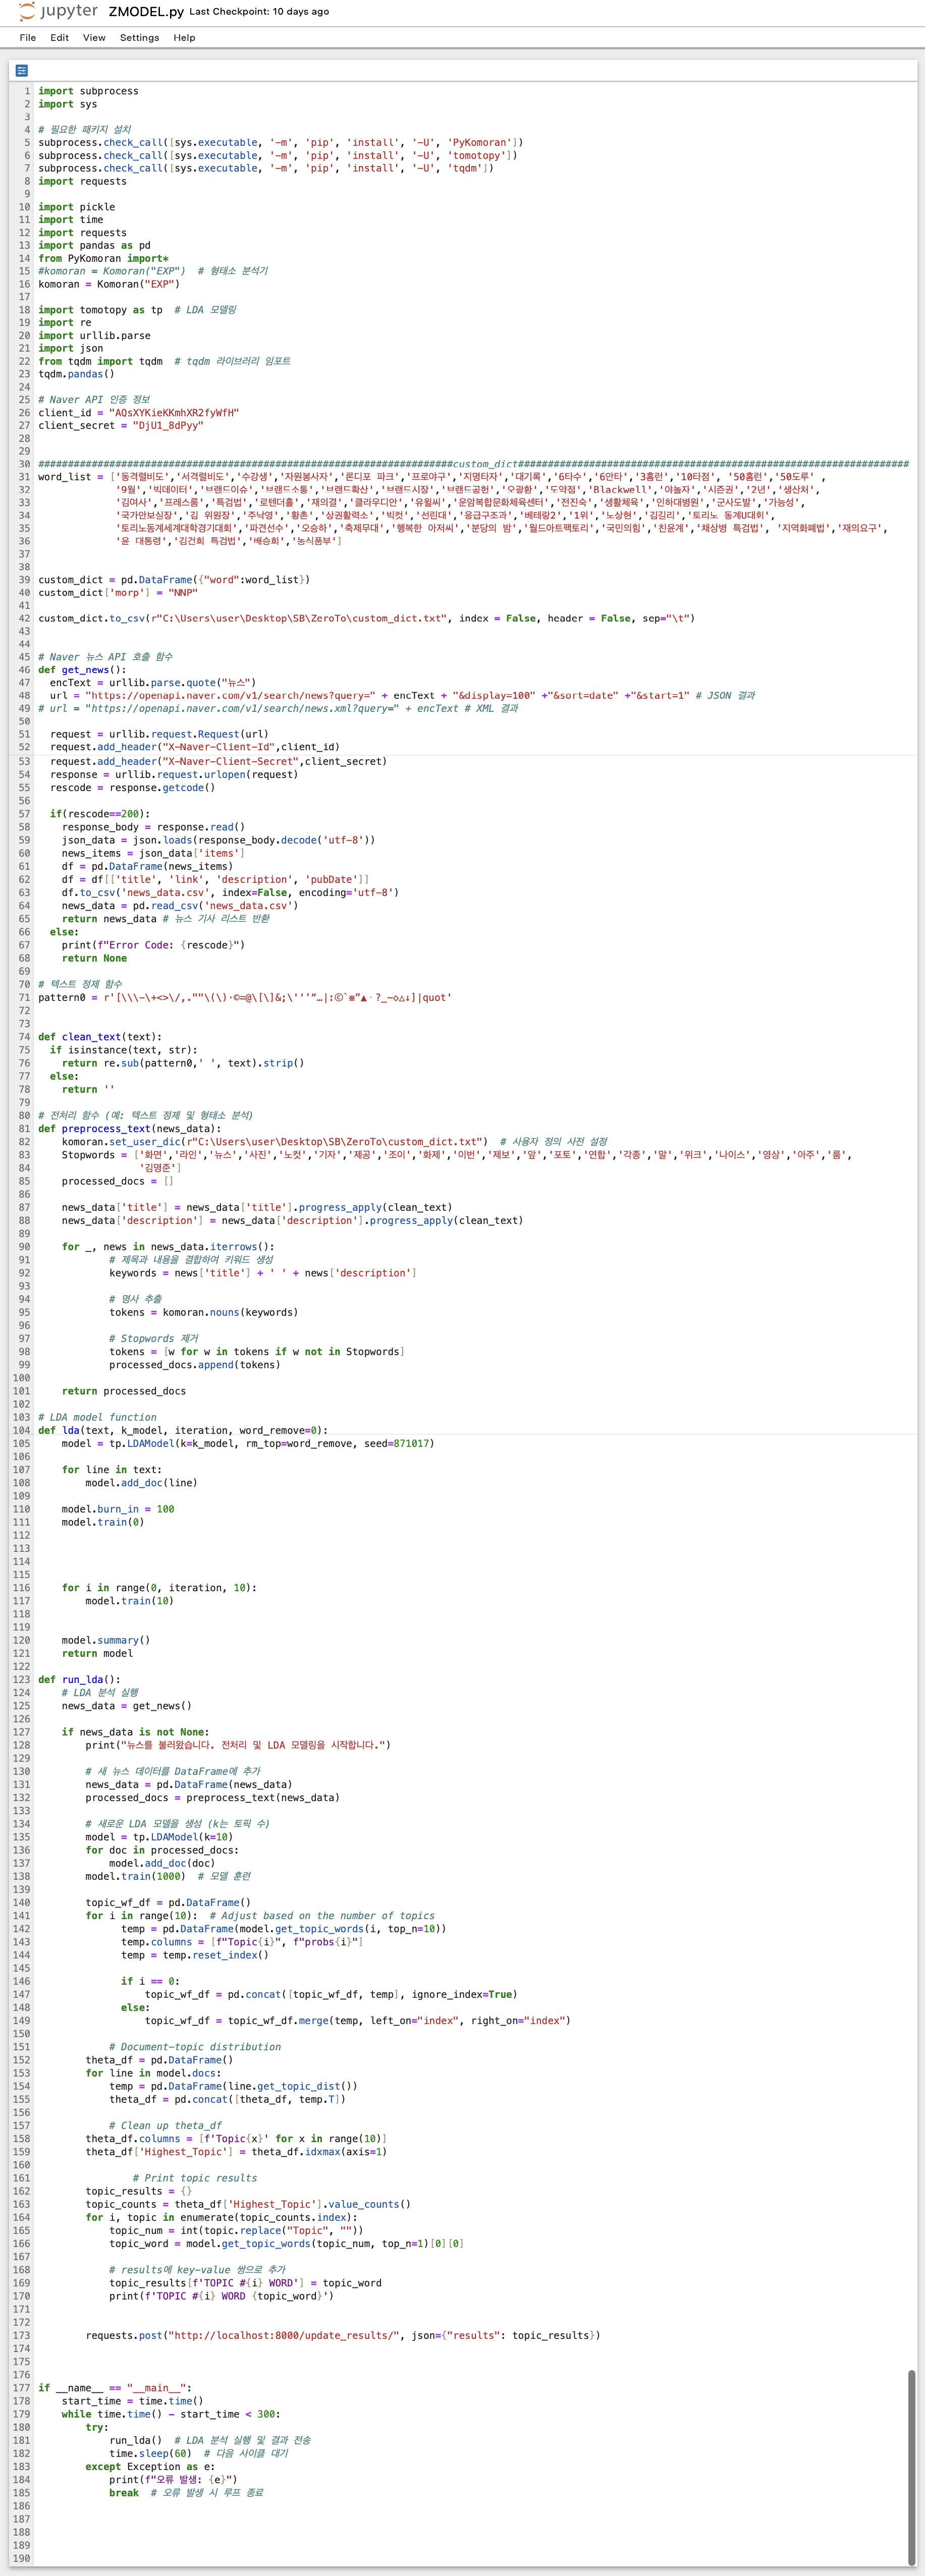 jupyter ZMODEL.py Last Checkpoint: 10 days ago
File Edit View Settings Help
1 import subprocess
2 import sys
3
4 # 필요한 패키지 설치
5 subprocess.check_call([sys.executable, '-m', 'pip', 'install', '-U', 'PyKomoran'])
6 subprocess.check_call([sys.executable, '-m', 'pip', 'install', '-U', 'tomotopy'])
7 subprocess.check_call([sys.executable, '-m', 'pip', 'install', '-U', 'tqdm'])
8 import requests
9
10 import pickle
11 import time
12 import requests
13 import pandas as pd
14 from PyKomoran import*
15 #komoran = Komoran("EXP")  # 형태소 분석기
16 komoran = Komoran("EXP")
17
18 import tomotopy as tp  # LDA 모델링
19 import re
20 import urllib.parse
21 import json
22 from tqdm import tqdm  # tqdm 라이브러리 임포트
23 tqdm.pandas()
24
25 # Naver API 인증 정보
26 client_id = "AQsXYKieKKmhXR2fyWfH"
27 client_secret = "DjU1_8dPyy"
28
29
30 ######################################################################custom_dict##################################################################
31 word_list = ['동격렬비도','서격렬비도','수강생','자원봉사자','론디포 파크','프로야구','지명타자','대기록','6타수','6안타','3홈런','10타점', '50홈런','50도루' ,
32 '9월','빅데이터','브랜드이슈','브랜드소통','브랜드확산','브랜드시장','브랜드공헌','오광환','도약점','Blackwell','야놀자','시즌권','2년','생산처',
33 '김여사','프레스룸','특검법','로텐더홀','재의결','클라우디안','유윌씨','운암복합문화체육센터','전진숙','생활체육','인하대병원','군사도발','가능성',
34 '국가안보실장','김 위원장','주낙영','황촌','상권활력소','빅컷','선린대','응급구조과','베테랑2','1위','노상현','김길리','토리노 동계U대회',
35 '토리노동계세계대학경기대회','파견선수','오승하','축제무대','행복한 아저씨','분당의 밤','월드아트팩토리','국민의힘','친윤계','채상병 특검법', '지역화폐법','재의요구',
36 '윤 대통령','김건희 특검법','배승희','농식품부']
37
38
39 custom_dict = pd.DataFrame({"word":word_list})
40 custom_dict['morp'] = "NNP"
41
42 custom_dict.to_csv(r"C:\Users\user\Desktop\SB\ZeroTo\custom_dict.txt", index = False, header = False, sep="\t")
43
44
45 # Naver 뉴스 API 호출 함수
46 def get_news():
47 encText = urllib.parse.quote("뉴스")
48 url = "https://openapi.naver.com/v1/search/news?query=" + encText + "&display=100" +"&sort=date" +"&start=1" # JSON 결과
49 # url = "https://openapi.naver.com/v1/search/news.xml?query=" + encText # XML 결과
50
51 request = urllib.request.Request(url)
52 request.add_header("X-Naver-Client-Id",client_id)
53 request.add_header("X-Naver-Client-Secret",client_secret)
54 response = urllib.request.urlopen(request)
55 rescode = response.getcode()
56
57 if(rescode==200):
58 response_body = response.read()
59 json_data = json.loads(response_body.decode('utf-8'))
60 news_items = json_data['items']
61 df = pd.DataFrame(news_items)
62 df = df[['title', 'link', 'description', 'pubDate']]
63 df.to_csv('news_data.csv', index=False, encoding='utf-8')
64 news_data = pd.read_csv('news_data.csv')
65 return news_data # 뉴스 기사 리스트 반환
66 else:
67 print(f"Error Code: {rescode}")
68 return None
69
70 # 텍스트 정제 함수
71 pattern0 = r'[\\\-\+<>\/,.""\(\)·©=@\[\]&;\'‘’“…|:ⓒ`※”▲ㆍ?_~◇△↓]|quot'
72
73
74 def clean_text(text):
75 if isinstance(text, str):
76 return re.sub(pattern0,' ', text).strip()
77 else:
78 return ''
79
80 # 전처리 함수 (예: 텍스트 정제 및 형태소 분석)
81 def preprocess_text(news_data):
82 komoran.set_user_dic(r"C:\Users\user\Desktop\SB\ZeroTo\custom_dict.txt")  # 사용자 정의 사전 설정
83 Stopwords = ['화면','라인','뉴스','사진','노컷','기자','제공','조이','화제','이번','제보','앞','포토','연합','각종','말','위크','나이스','영상','아주','룸',
84 '김명준']
85 processed_docs = []
86
87 news_data['title'] = news_data['title'].progress_apply(clean_text)
88 news_data['description'] = news_data['description'].progress_apply(clean_text)
89
90 for _, news in news_data.iterrows():
91 # 제목과 내용을 결합하여 키워드 생성
92 keywords = news['title'] + ' ' + news['description']
93
94 # 명사 추출
95 tokens = komoran.nouns(keywords)
96
97 # Stopwords 제거
98 tokens = [w for w in tokens if w not in Stopwords]
99 processed_docs.append(tokens)
100
101 return processed_docs
102
103 # LDA model function
104 def lda(text, k_model, iteration, word_remove=0):
105 model = tp.LDAModel(k=k_model, rm_top=word_remove, seed=871017)
106
107 for line in text:
108 model.add_doc(line)
109
110 model.burn_in = 100
111 model.train(0)
112
113
114
115
116 for i in range(0, iteration, 10):
117 model.train(10)
118
119
120 model.summary()
121 return model
122
123 def run_lda():
124 # LDA 분석 실행
125 news_data = get_news()
126
127 if news_data is not None:
128 print("뉴스를 불러왔습니다. 전처리 및 LDA 모델링을 시작합니다.")
129
130 # 새 뉴스 데이터를 DataFrame에 추가
131 news_data = pd.DataFrame(news_data)
132 processed_docs = preprocess_text(news_data)
133
134 # 새로운 LDA 모델을 생성 (k는 토픽 수)
135 model = tp.LDAModel(k=10)
136 for doc in processed_docs:
137 model.add_doc(doc)
138 model.train(1000)  # 모델 훈련
139
140 topic_wf_df = pd.DataFrame()
141 for i in range(10):  # Adjust based on the number of topics
142 temp = pd.DataFrame(model.get_topic_words(i, top_n=10))
143 temp.columns = [f"Topic{i}", f"probs{i}"]
144 temp = temp.reset_index()
145
146 if i == 0:
147 topic_wf_df = pd.concat([topic_wf_df, temp], ignore_index=True)
148 else:
149 topic_wf_df = topic_wf_df.merge(temp, left_on="index", right_on="index")
150
151 # Document-topic distribution
152 theta_df = pd.DataFrame()
153 for line in model.docs:
154 temp = pd.DataFrame(line.get_topic_dist())
155 theta_df = pd.concat([theta_df, temp.T])
156
157 # Clean up theta_df
158 theta_df.columns = [f'Topic{x}' for x in range(10)]
159 theta_df['Highest_Topic'] = theta_df.idxmax(axis=1)
160
161 # Print topic results
162 topic_results = {}
163 topic_counts = theta_df['Highest_Topic'].value_counts()
164 for i, topic in enumerate(topic_counts.index):
165 topic_num = int(topic.replace("Topic", ""))
166 topic_word = model.get_topic_words(topic_num, top_n=1)[0][0]
167
168 # results에 key-value 쌍으로 추가
169 topic_results[f'TOPIC #{i} WORD'] = topic_word
170 print(f'TOPIC #{i} WORD {topic_word}')
171
172
173 requests.post("http://localhost:8000/update_results/", json={"results": topic_results})
174
175
176
177 if __name__ == "__main__":
178 start_time = time.time()
179 while time.time() - start_time < 300:
180 try:
181 run_lda()  # LDA 분석 실행 및 결과 전송
182 time.sleep(60)  # 다음 사이클 대기
183 except Exception as e:
184 print(f"오류 발생: {e}")
185 break  # 오류 발생 시 루프 종료
186
187
188
189
190